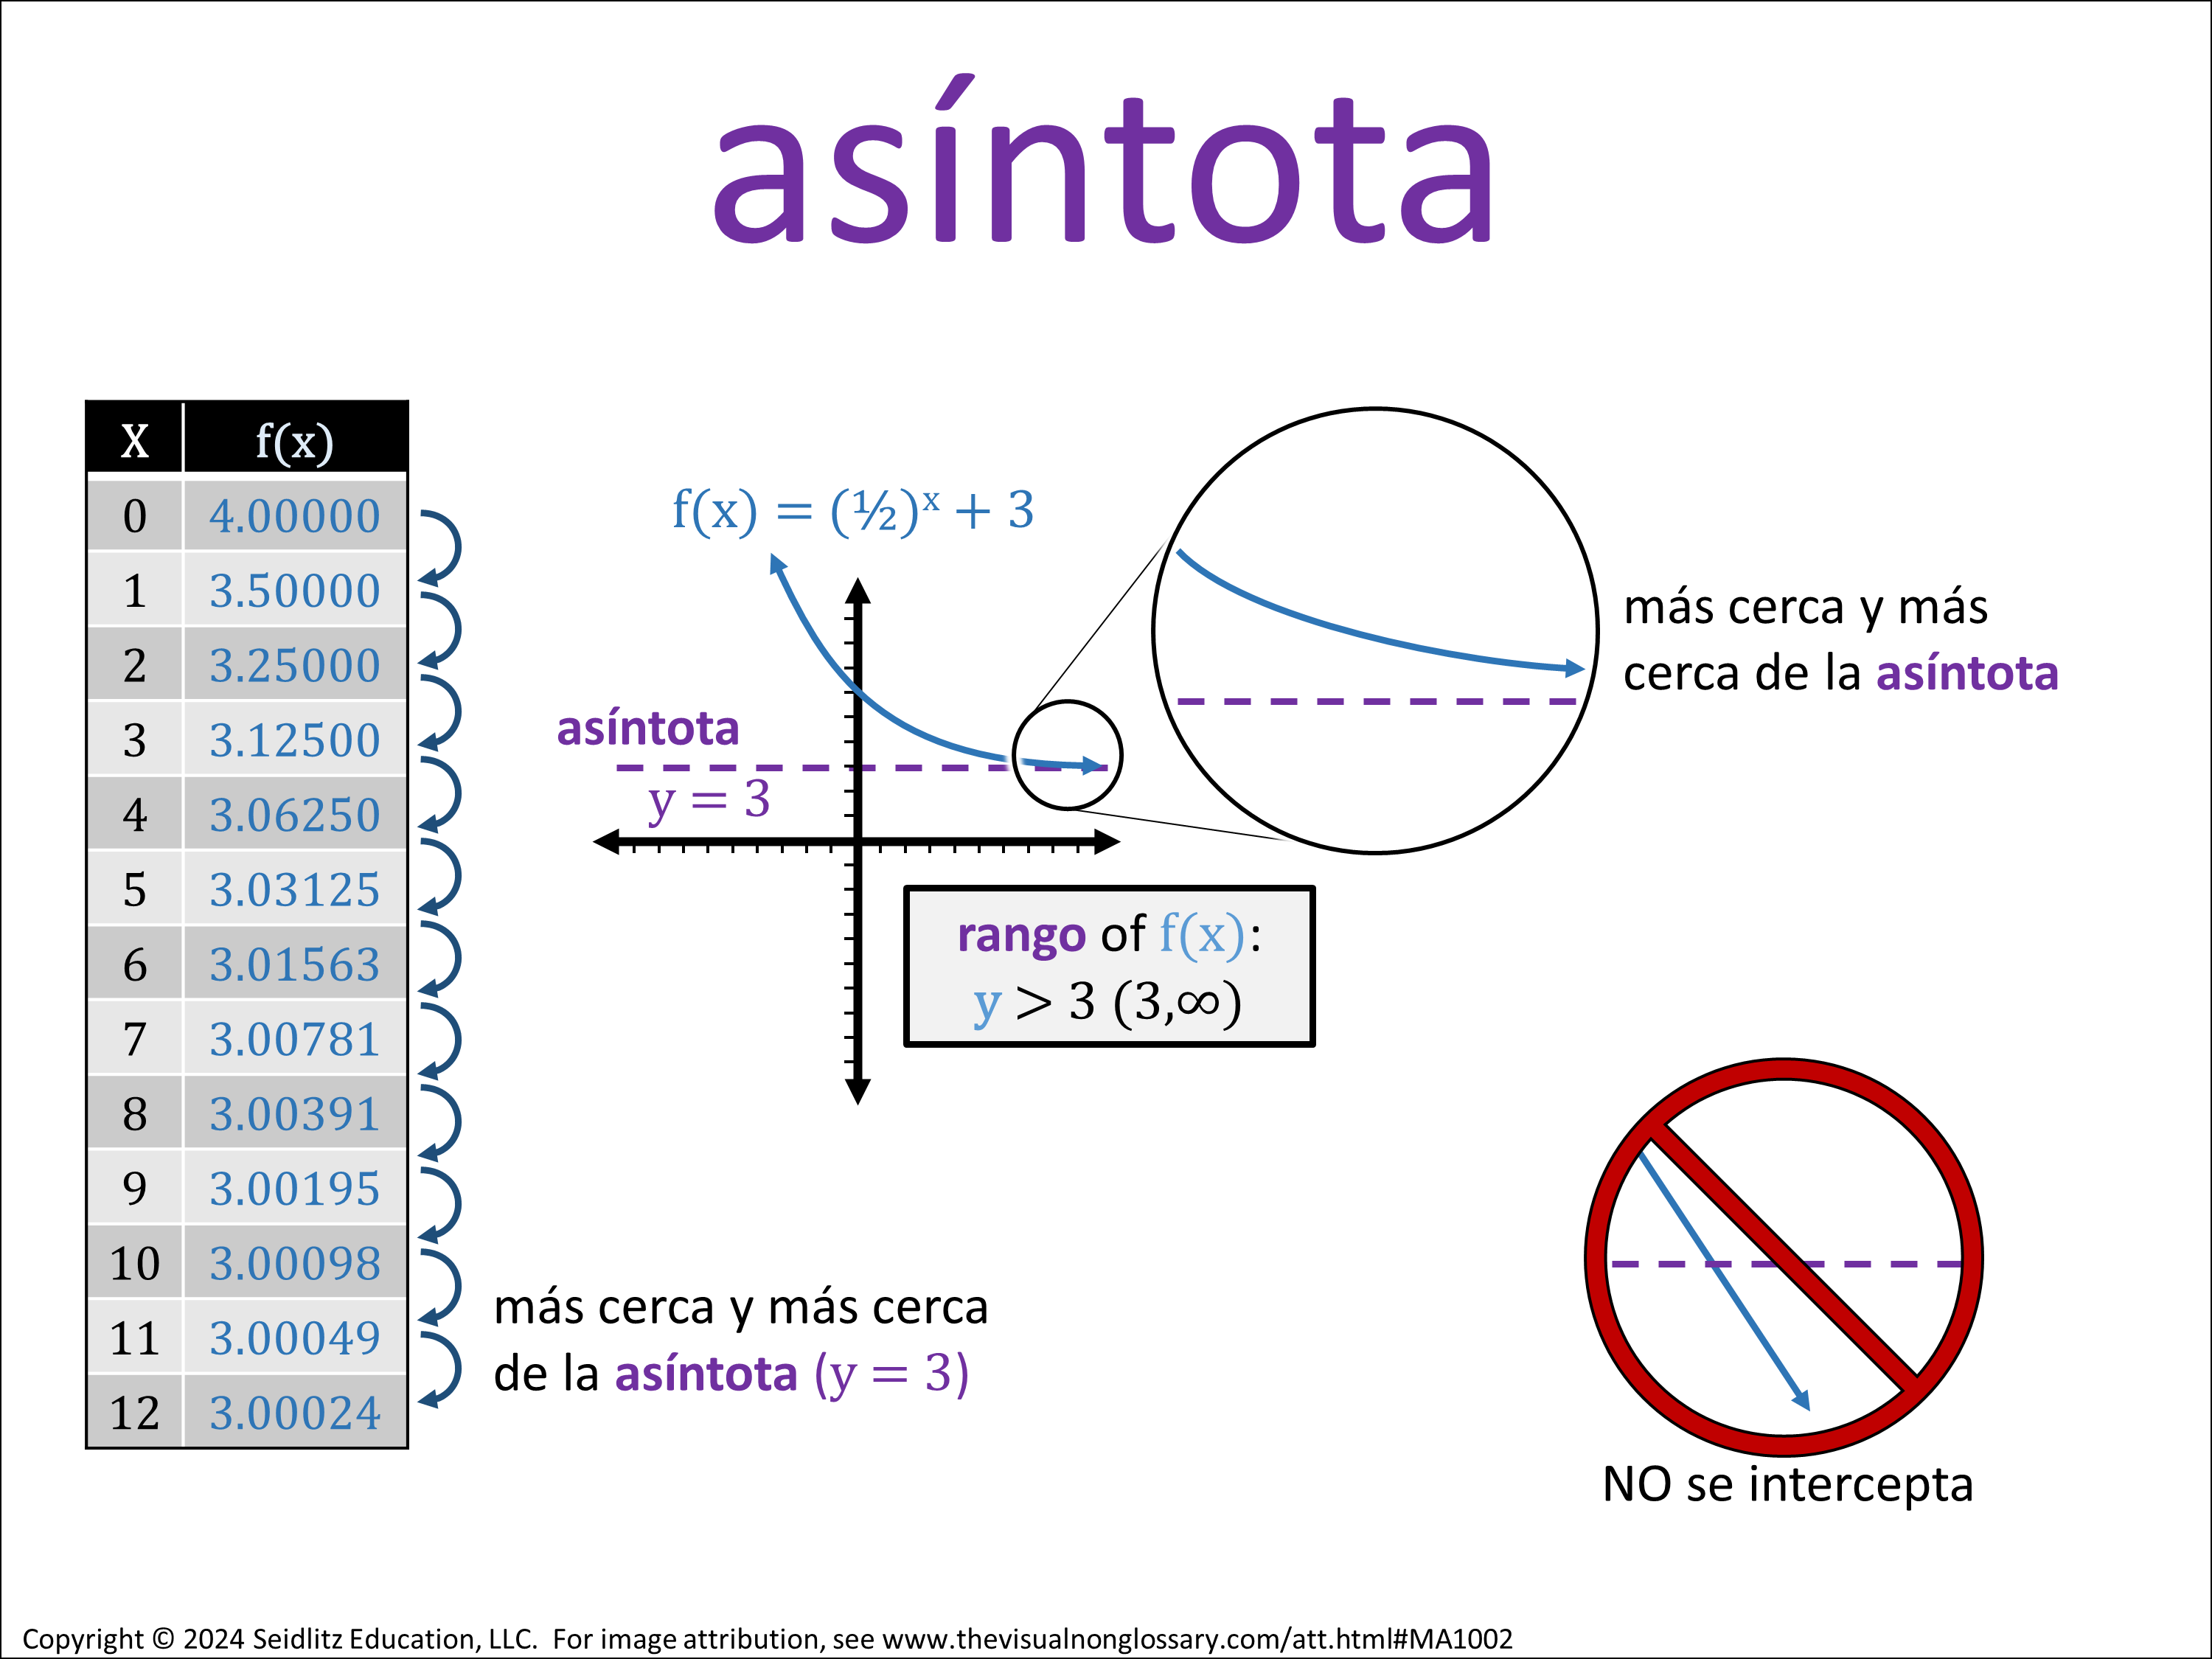 asíntota
X f(x)
0 4.00000
1 3.50000
2 3.25000
3 3.12500
4 3.06250
5 3.03125
6 3.01563
7 3.00781
8 3.00391
9 3.00195
10 3.00098
11 3.00049
12 3.00024
f(x) = (½)ˣ + 3
asíntota
y = 3
más cerca y más
cerca de la asíntota
rango of f(x):
y > 3 (3,∞)
más cerca y más cerca
de la asíntota (y = 3)
NO se intercepta
Copyright © 2024 Seidlitz Education, LLC. For image attribution, see www.thevisualnonglossary.com/att.html#MA1002